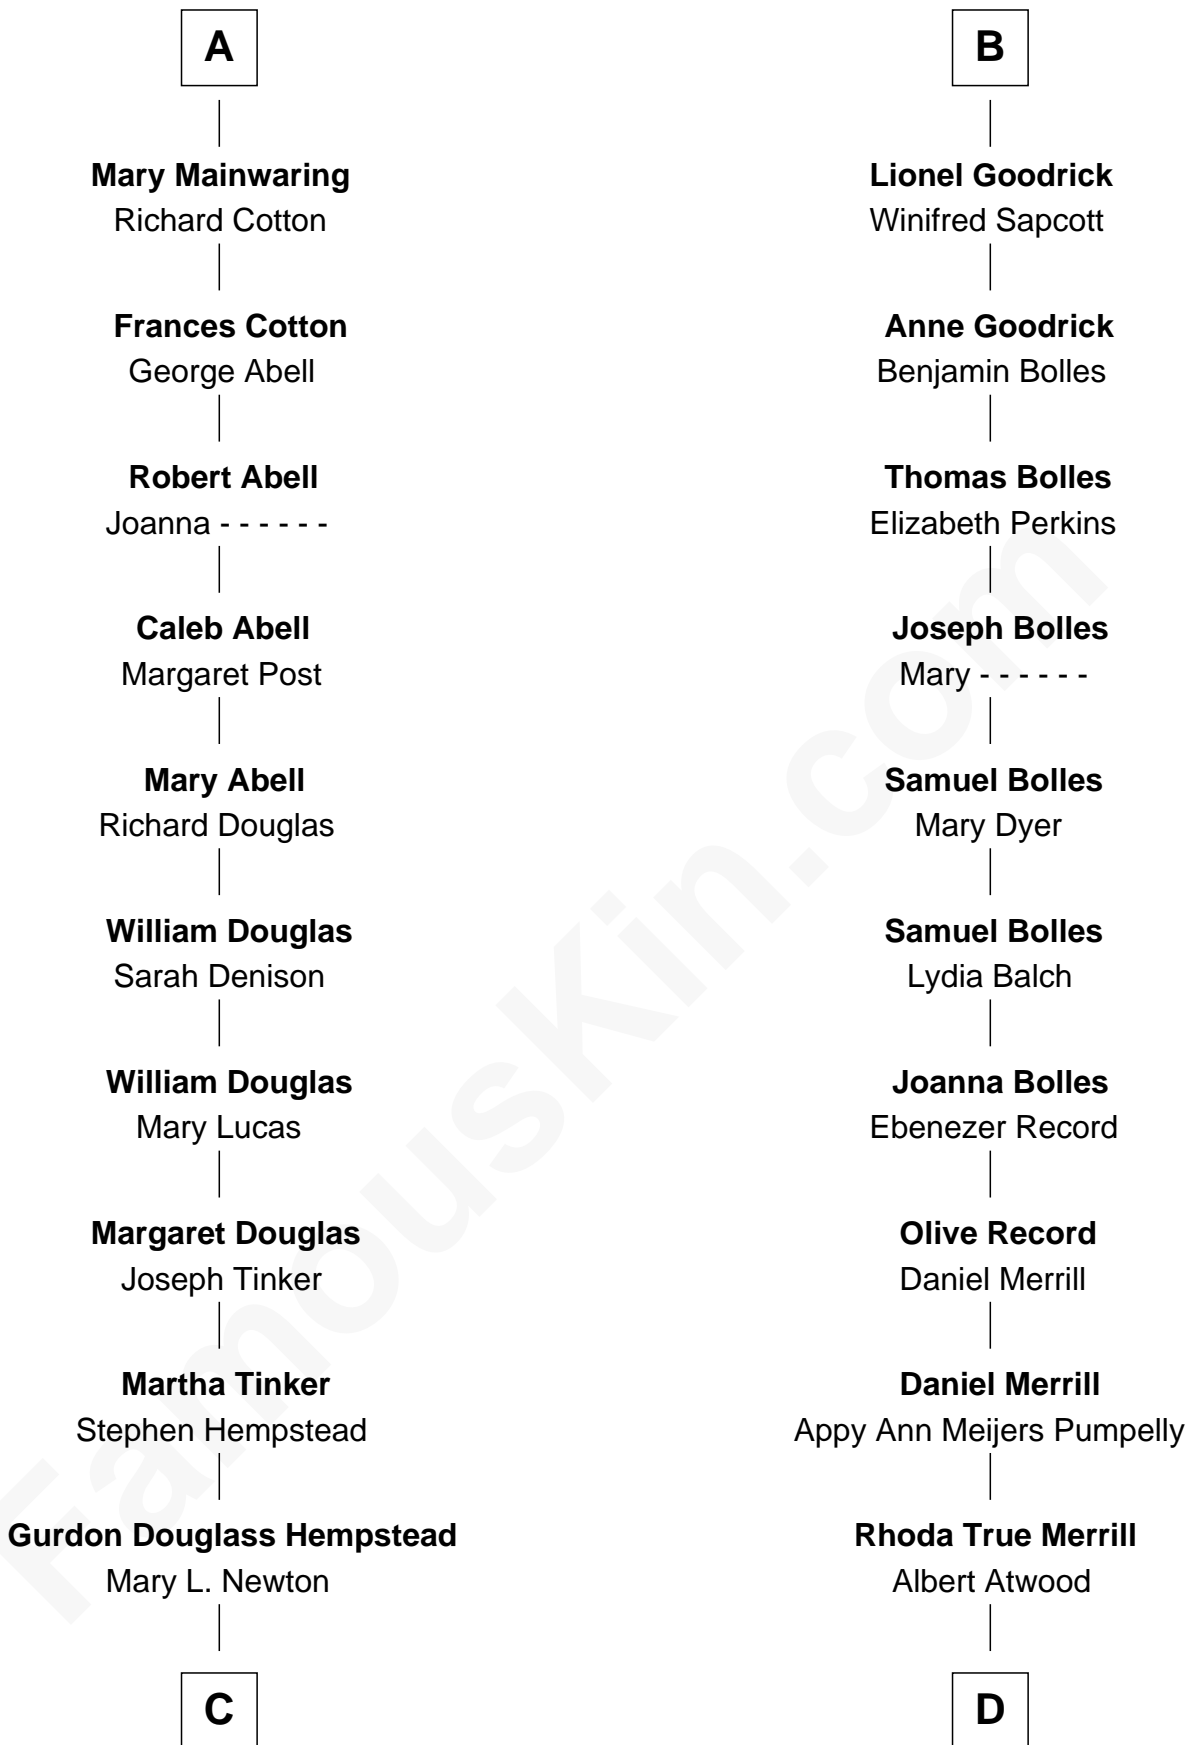 A
Mary Mainwaring
Richard Cotton
Frances Cotton
George Abell
Robert Abell
Joanna - - - - - -
Caleb Abell
Margaret Post
Mary Abell
Richard Douglas
William Douglas
Sarah Denison
William Douglas
Mary Lucas
Margaret Douglas
Joseph Tinker
Martha Tinker
Stephen Hempstead
Gurdon Douglass Hempstead
Mary L. Newton
C
B
Lionel Goodrick
Winifred Sapcott
Anne Goodrick
Benjamin Bolles
Thomas Bolles
Elizabeth Perkins
Joseph Bolles
Mary - - - - - -
Samuel Bolles
Mary Dyer
Samuel Bolles
Lydia Balch
Joanna Bolles
Ebenezer Record
Olive Record
Daniel Merrill
Daniel Merrill
Appy Ann Meijers Pumpelly
Rhoda True Merrill
Albert Atwood
D
FamousKin.com